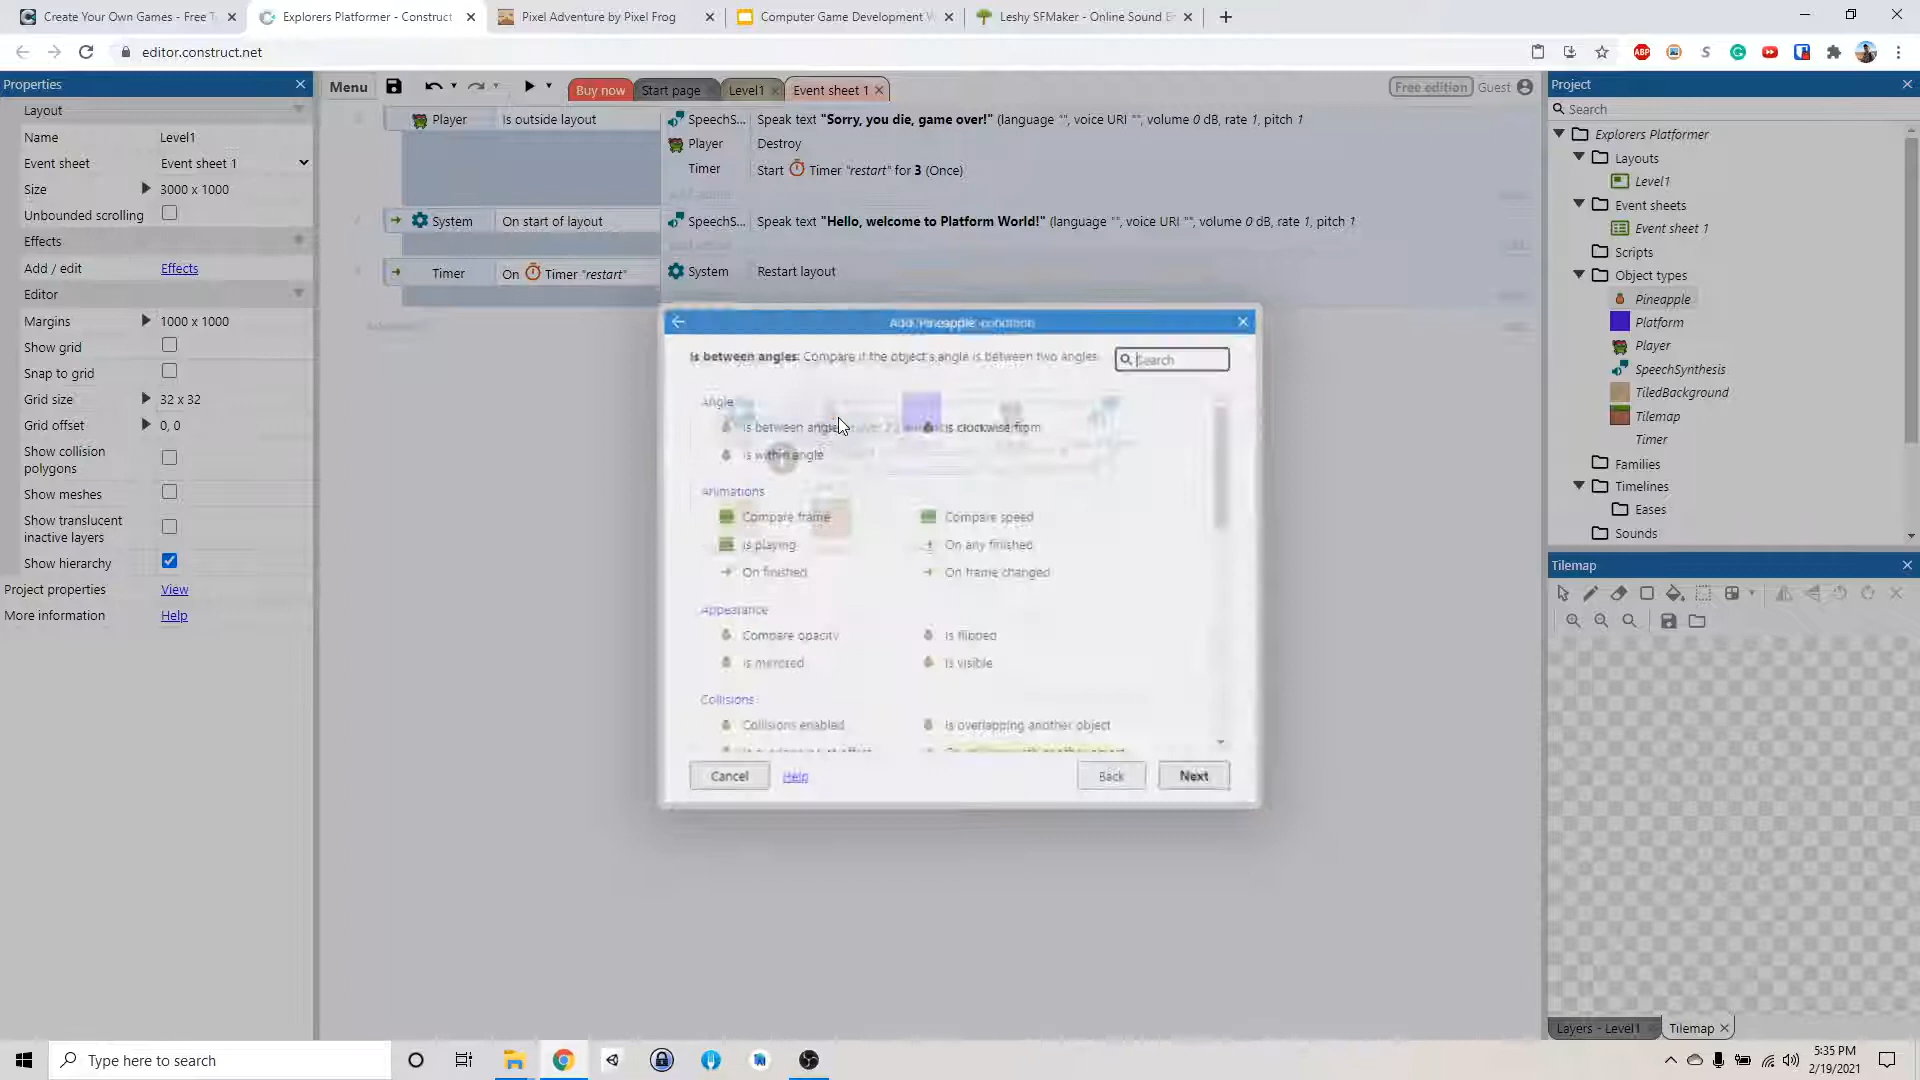 Create Your Own Games - Free T
Explorers Platformer - Construct
Pixel Adventure by Pixel Frog
Computer Game Development V
Leshy SFMaker - Online Sound E
editor.construct.net
Properties
Layout
Name Level1
Event sheet Event sheet 1
Size 3000 x 1000
Unbounded scrolling
Effects
Add / edit Effects
Editor
Margins 1000 x 1000
Show grid
Snap to grid
Grid size 32 x 32
Grid offset 0, 0
Show collision
polygons
Show meshes
Show translucent
inactive layers
Show hierarchy
Project properties View
More information Help
Menu
Buy now
Start page
Level1
Event sheet 1
Free edition
Guest
Player Is outside layout
SpeechS... Speak text "Sorry, you die, game over!" (language "", voice URI "", volume 0 dB, rate 1, pitch 1)
Player Destroy
Timer Start Timer "restart" for 3 (Once)
System On start of layout
SpeechS... Speak text "Hello, welcome to Platform World!" (language "", voice URI "", volume 0 dB, rate 1, pitch 1
Timer On Timer "restart"
System Restart layout
Add 'Pineapple' condition
Is between angles: Compare if the object's angle is between two angles.
Search
Angle
Is between angles
Is clockwise from
Is within angle
Animations
Compare frame
Compare speed
Is playing
On any finished
On finished
On frame changed
Appearance
Compare opacity
Is flipped
Is mirrored
Is visible
Collisions
Collisions enabled
Is overlapping another object
Cancel
Help
Back
Next
Project
Search
Explorers Platformer
Layouts
Level1
Event sheets
Event sheet 1
Scripts
Object types
Pineapple
Platform
Player
SpeechSynthesis
TiledBackground
Tilemap
Timer
Families
Timelines
Eases
Sounds
Tilemap
Layers - Level1
Tilemap
Type here to search
5:35 PM
2/19/2021